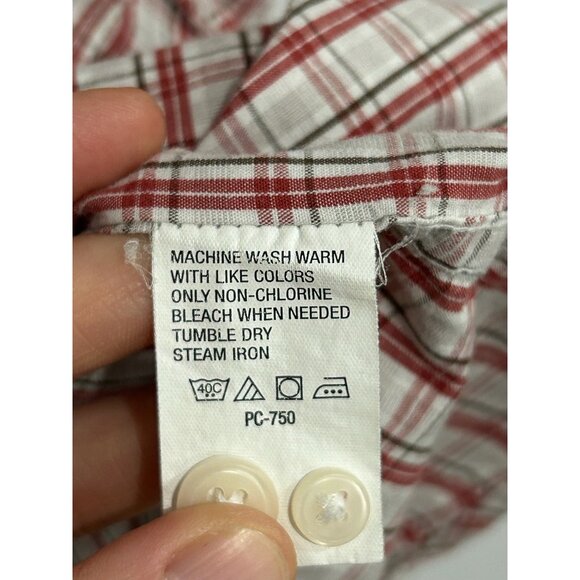 MACHINE WASH WARM
WITH LIKE COLORS
ONLY NON-CHLORINE
BLEACH WHEN NEEDED
TUMBLE DRY
STEAM IRON
40C
PC-750